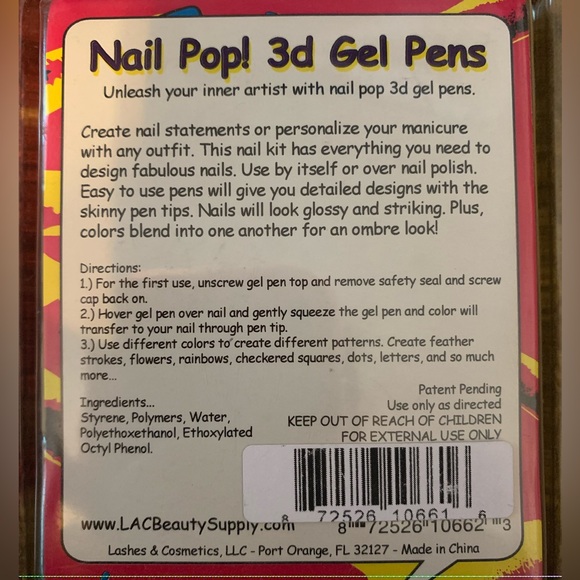 Nail Pop! 3d Gel Pens
Unleash your inner artist with nail pop 3d gel pens.
Create nail statements or personalize your manicure
with any outfit. This nail kit has everything you need to
design fabulous nails. Use by itself or over nail polish.
Easy to use pens will give you detailed designs with the
skinny pen tips. Nails will look glossy and striking. Plus,
colors blend into one another for an ombre look!
Directions:
1.) For the first use, unscrew gel pen top and remove safety seal and screw
cap back on.
2.) Hover gel pen over nail and gently squeeze the gel pen and color will
transfer to your nail through pen tip.
3.) Use different colors to create different patterns. Create feather
strokes, flowers, rainbows, checkered squares, dots, letters, and so much
more...
Ingredients...
Styrene, Polymers, Water,
Polyethoxethanol, Ethoxylated
Octyl Phenol.
Patent Pending
Use only as directed
KEEP OUT OF REACH OF CHILDREN
FOR EXTERNAL USE ONLY
8 72526 10661 6
www.LACBeautySupply.com
8 72526 10662 3
Lashes & Cosmetics, LLC - Port Orange, FL 32127 - Made in China